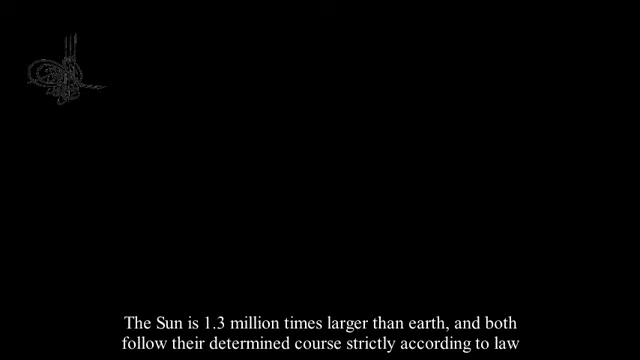 The Sun is 1.3 million times larger than earth, and both
follow their determined course strictly according to law